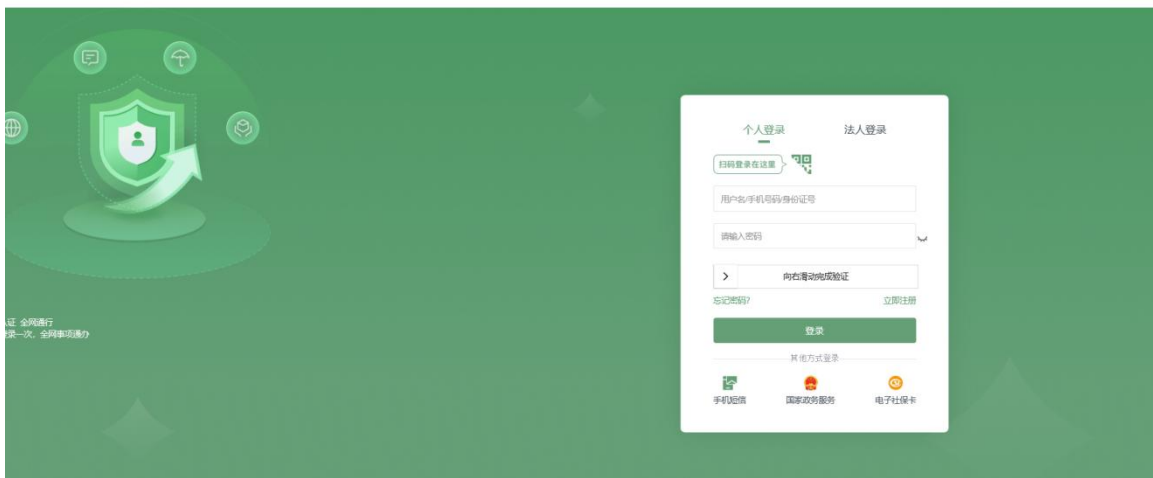 个人登录
法人登录
扫码登录在这里
用户名/手机号码/身份证号
请输入密码
向右滑动完成验证
忘记密码?
立即注册
登录
其他方式登录
手机短信
国家政务服务
电子社保卡
证 全网通行
录一次，全网事项通办